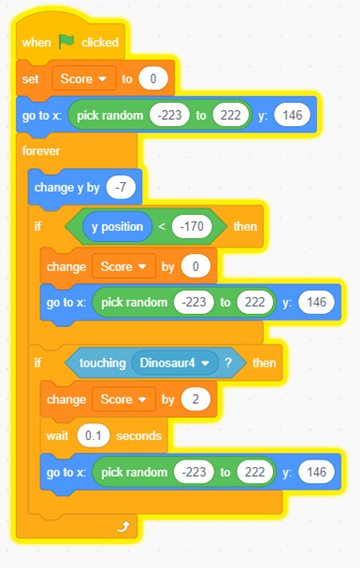 when clicked
set Score to 0
go to x: pick random -223 to 222 y: 146
forever
change y by -7
if y position < -170 then
change Score by 0
go to x: pick random -223 to 222 y: 146
if touching Dinosaur4 ? then
change Score by 2
wait 0.1 seconds
go to x: pick random -223 to 222 y: 146